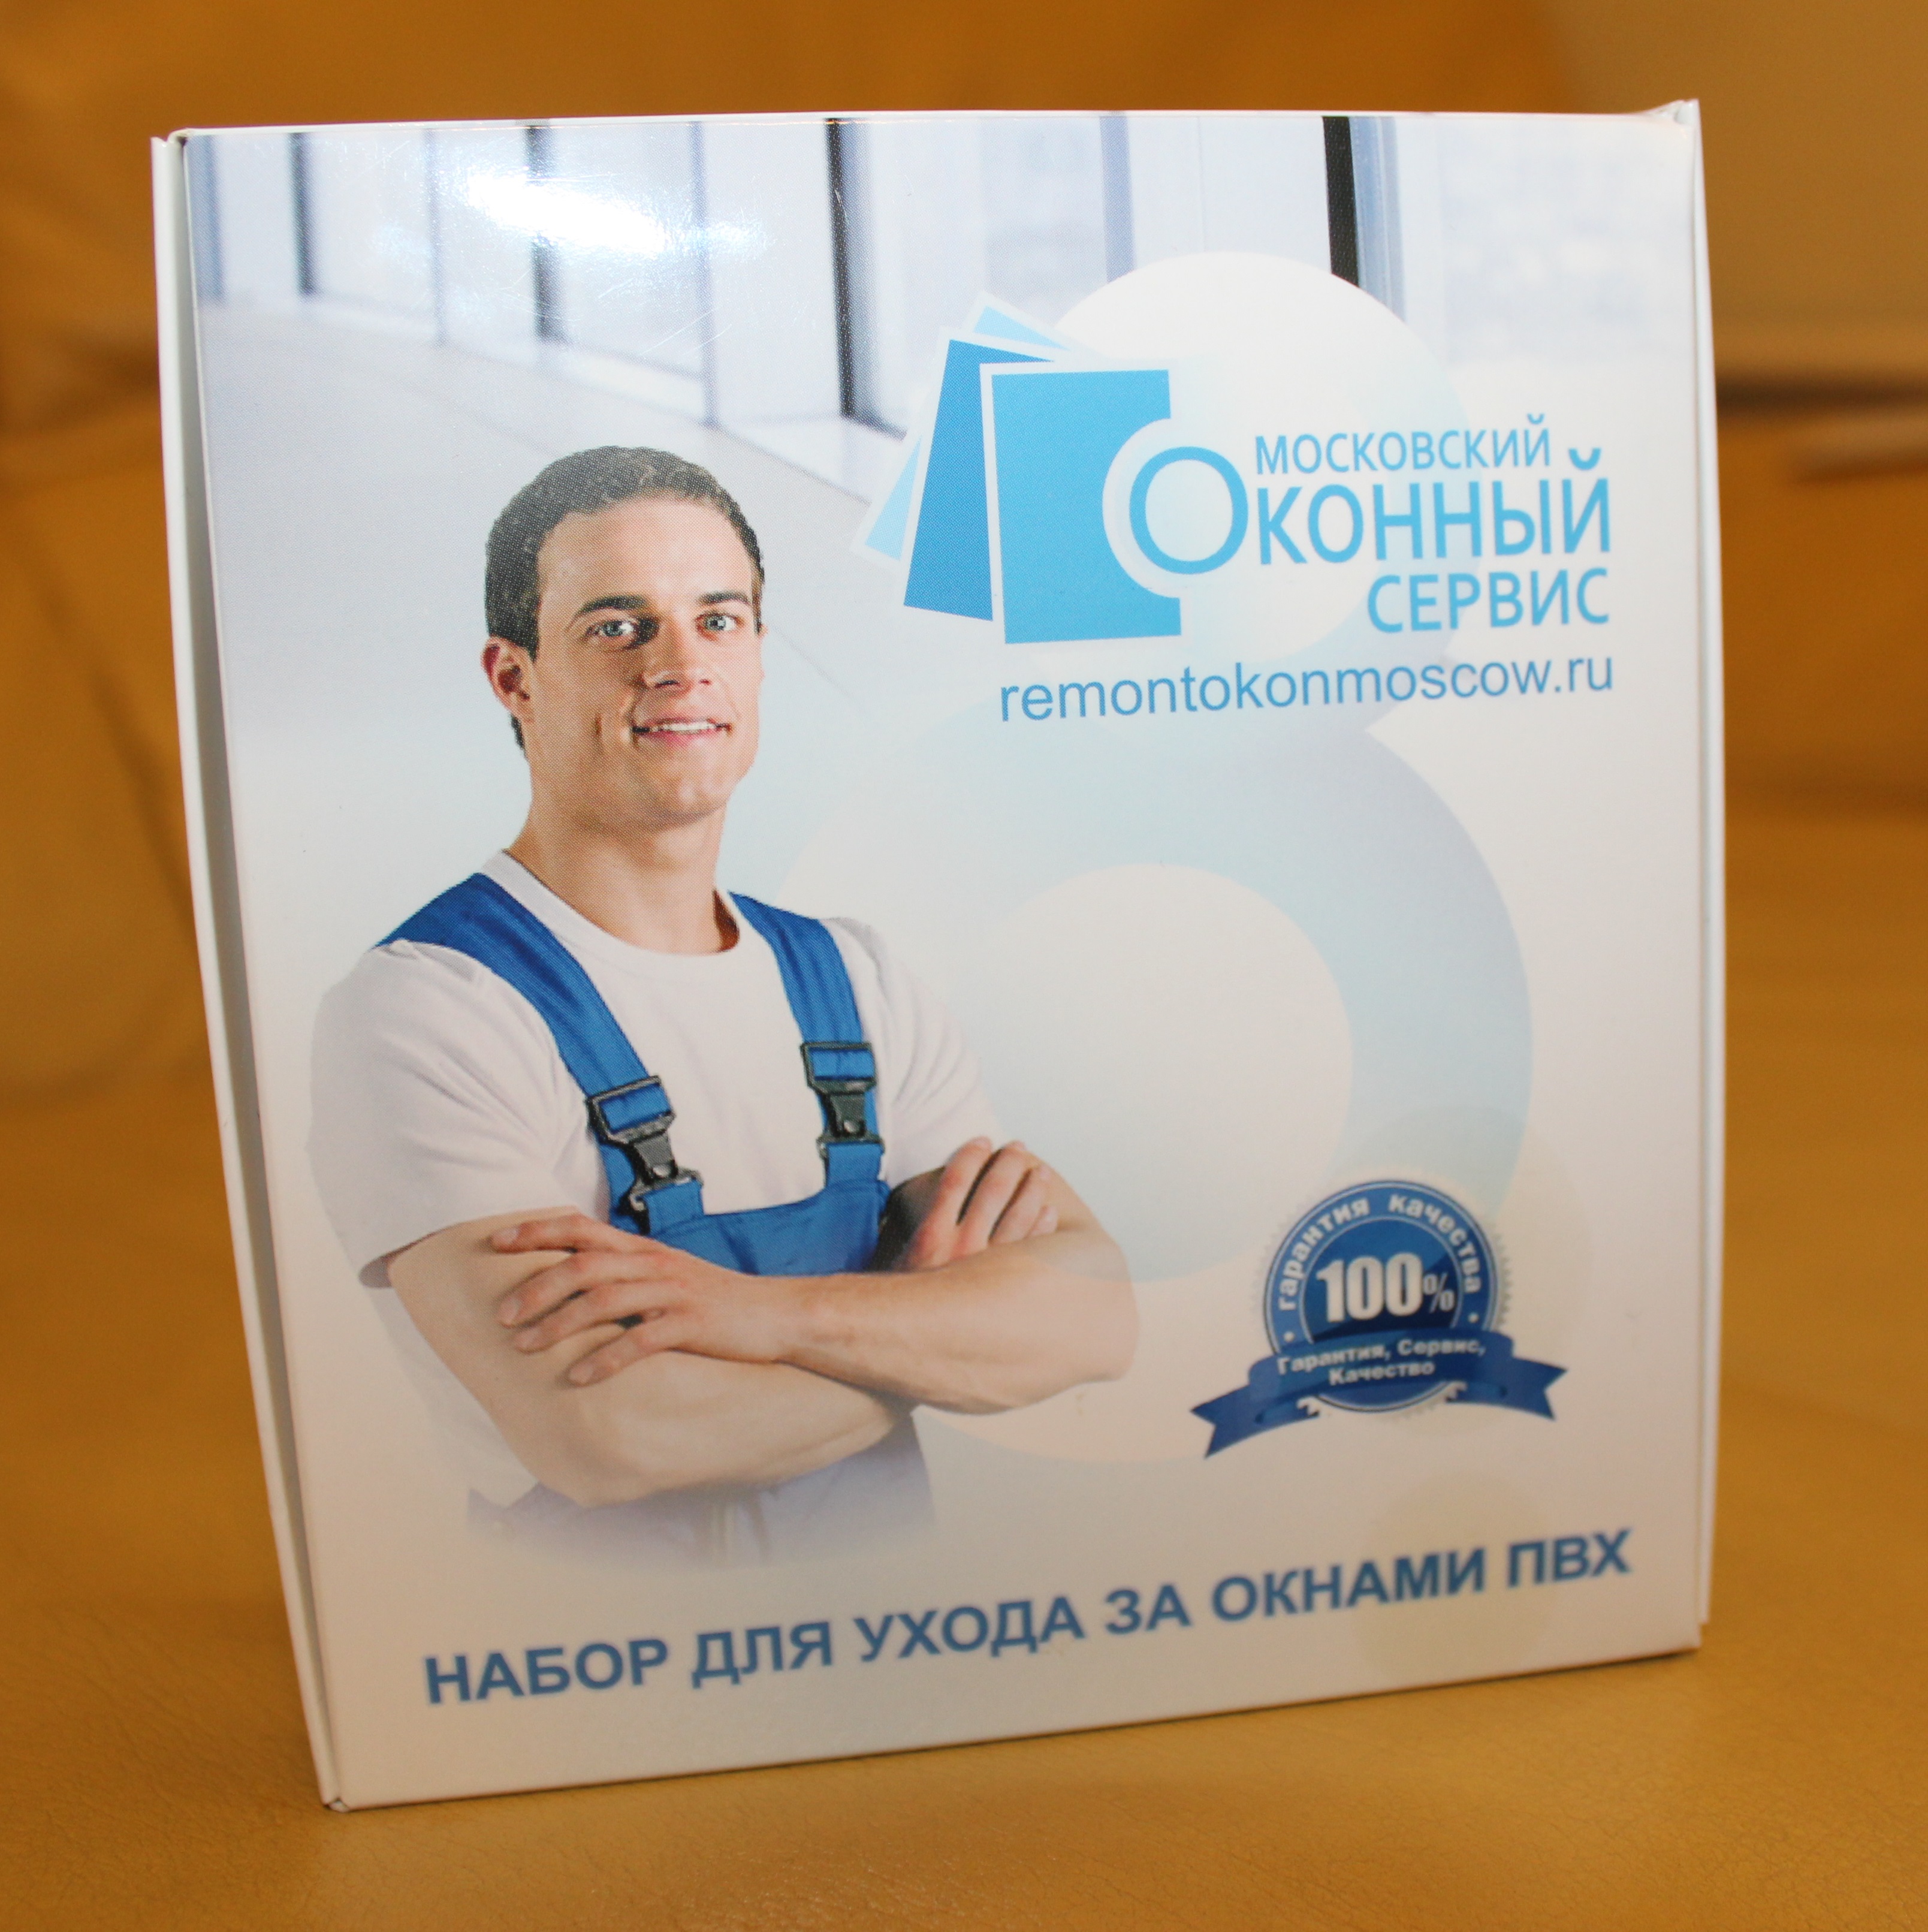 МОСКОВСКИЙ
ОКОННЫЙ
СЕРВИС
remontokonmoscow.ru
гарантия качества
100%
Гарантия, Сервис,
Качество
НАБОР ДЛЯ УХОДА ЗА ОКНАМИ ПВХ